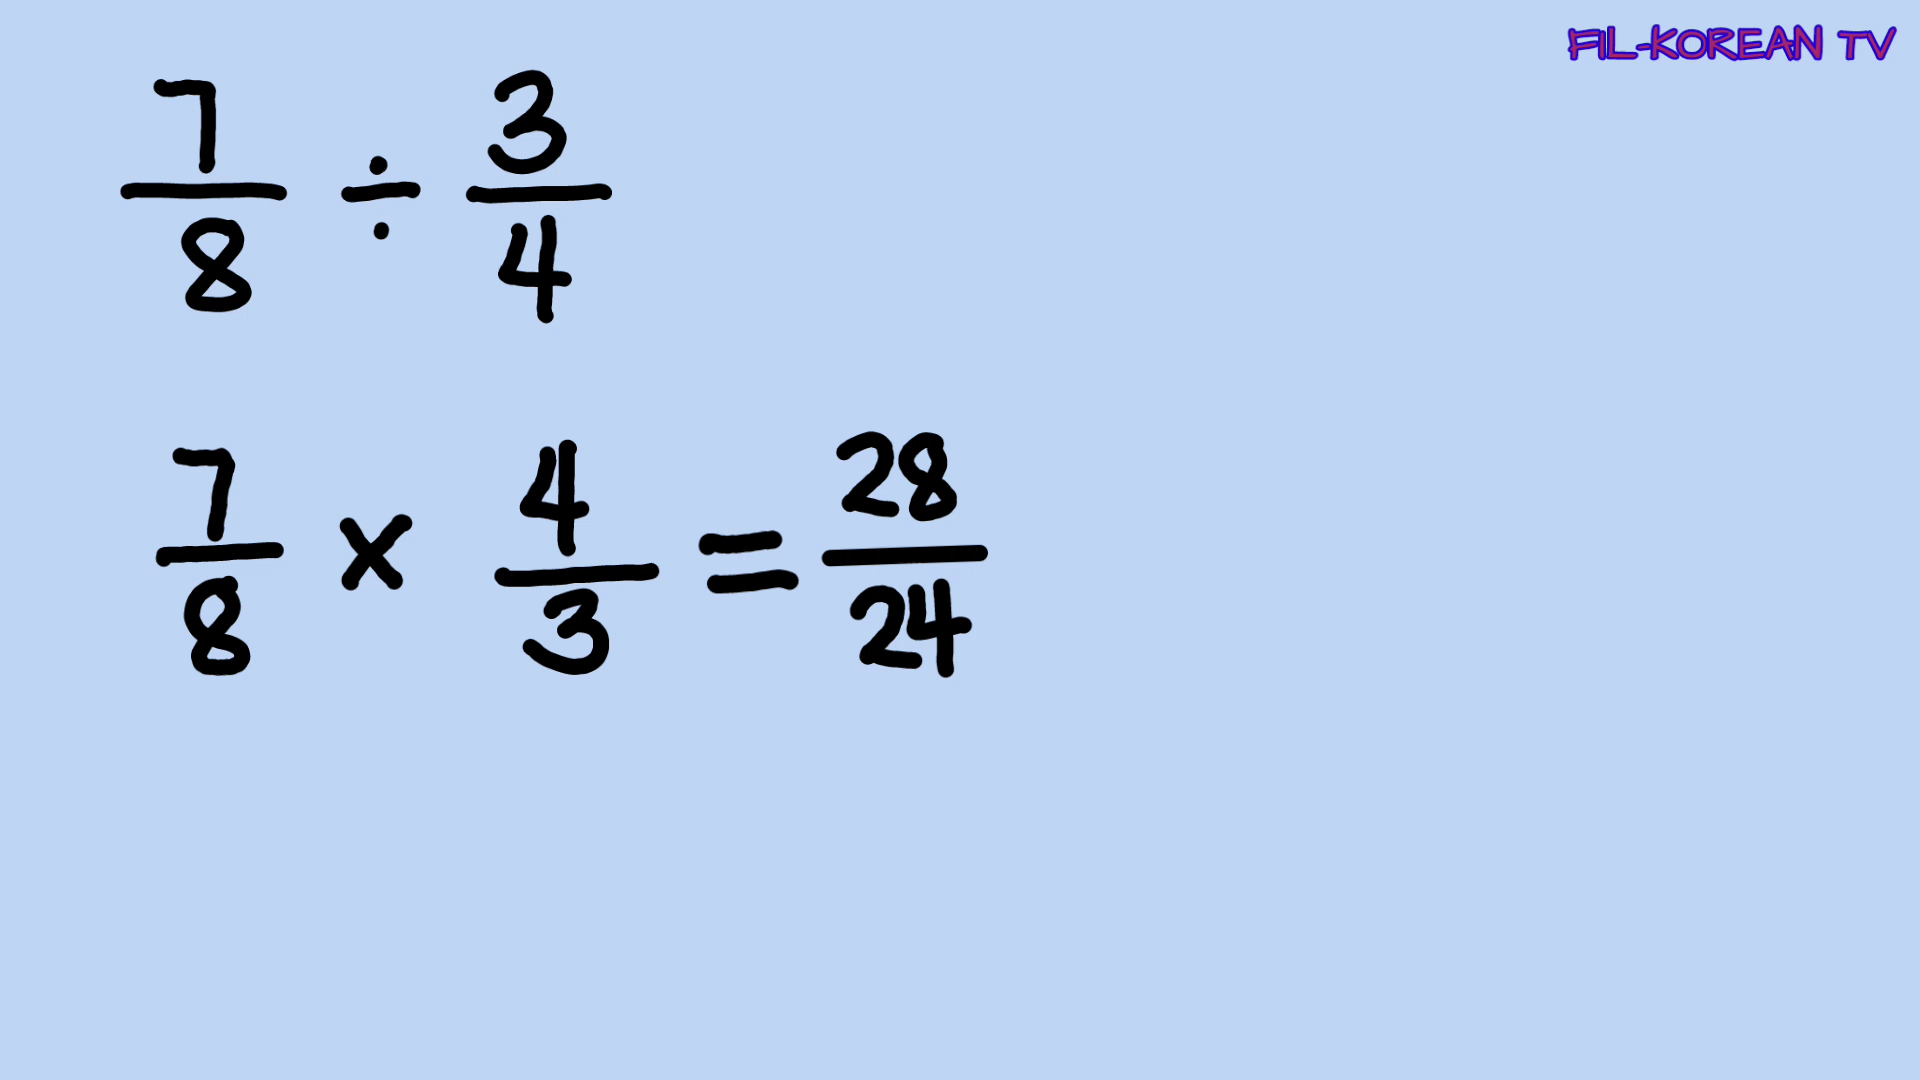 FIL-KOREAN TV
7/8 ÷ 3/4
7/8 × 4/3 = 28/24